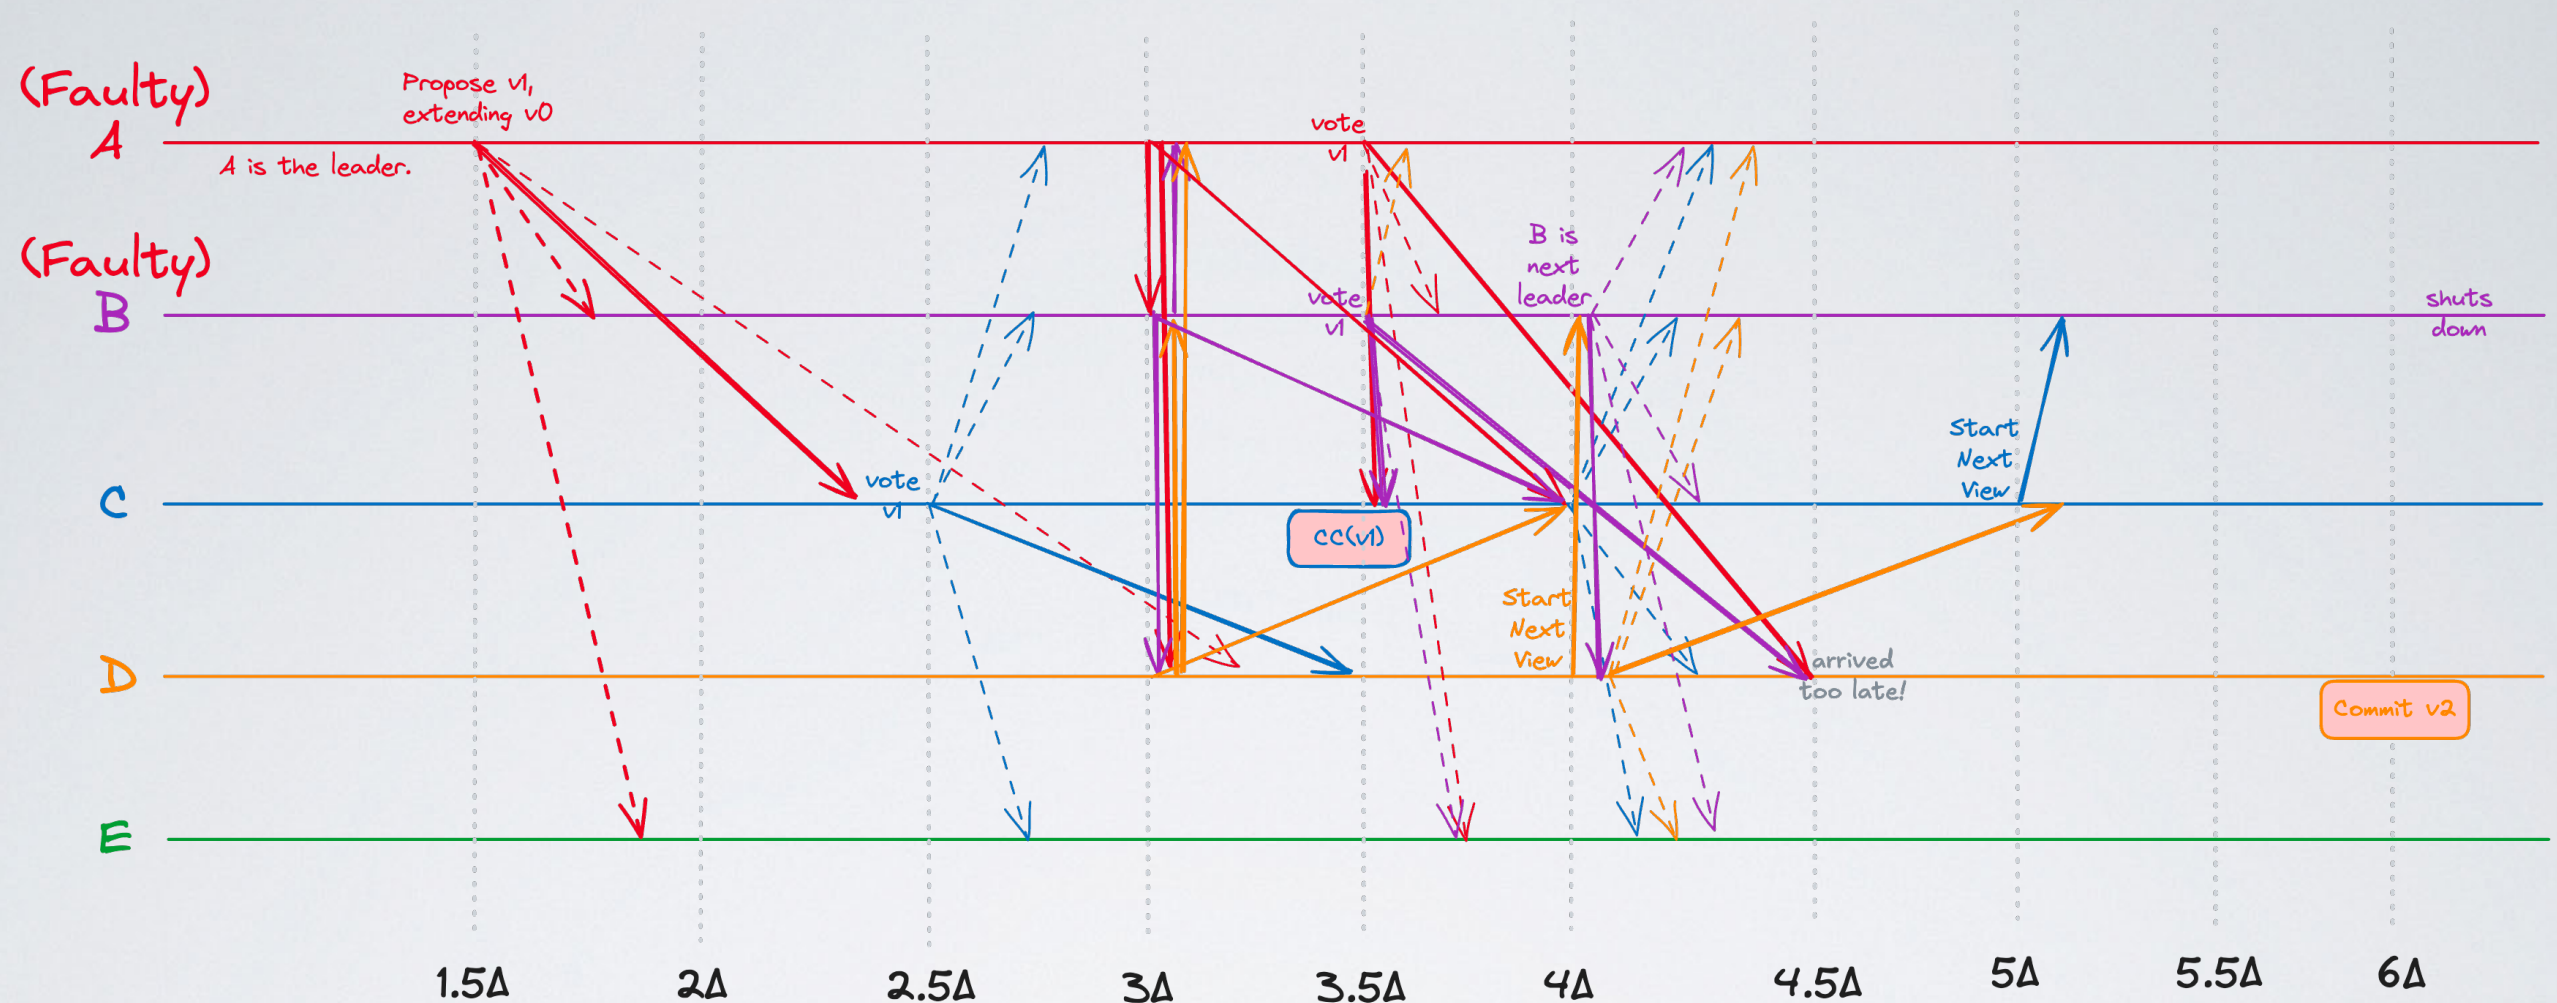 (Faulty)
A
Propose v1,
extending v0
A is the leader.
vote
v1
(Faulty)
B
vote
v1
B is
next
leader
shuts
down
C
vote
v1
CC(v1)
Start
Next
View
D
Start
Next
View
arrived
too late!
Commit v2
E
1.5Δ
2Δ
2.5Δ
3Δ
3.5Δ
4Δ
4.5Δ
5Δ
5.5Δ
6Δ